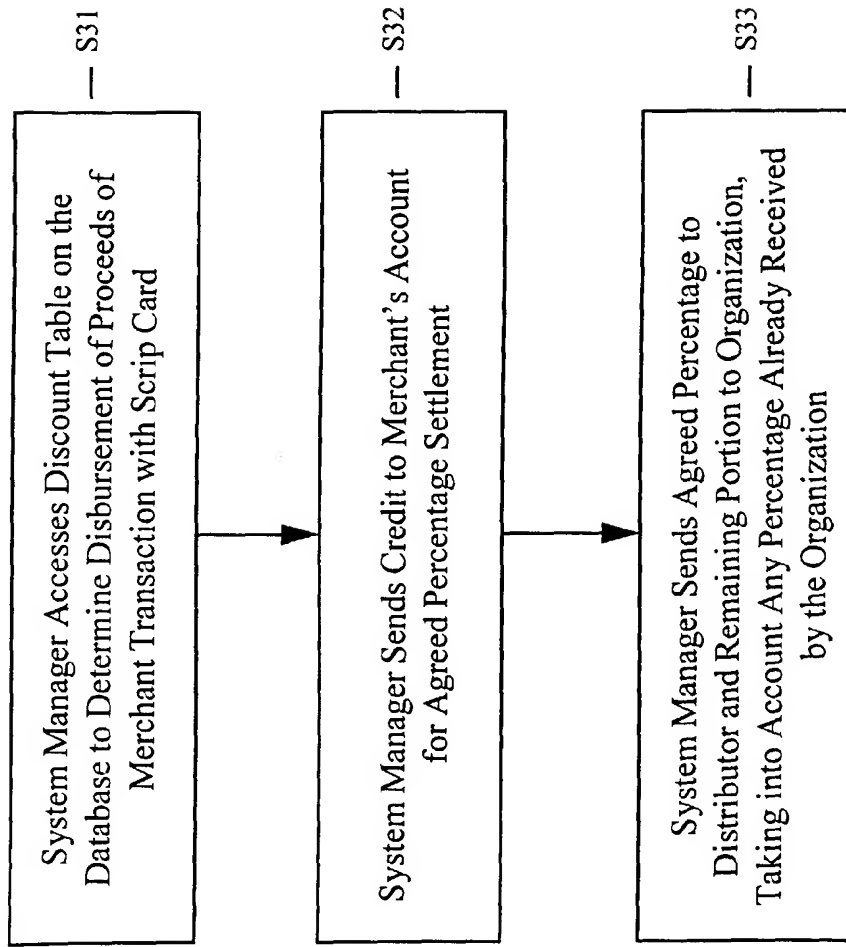 System Manager Accesses Discount Table on the
Database to Determine Disbursement of Proceeds of
Merchant Transaction with Scrip Card
— S31
System Manager Sends Credit to Merchant's Account
for Agreed Percentage Settlement
— S32
System Manager Sends Agreed Percentage to
Distributor and Remaining Portion to Organization,
Taking into Account Any Percentage Already Received
by the Organization
— S33